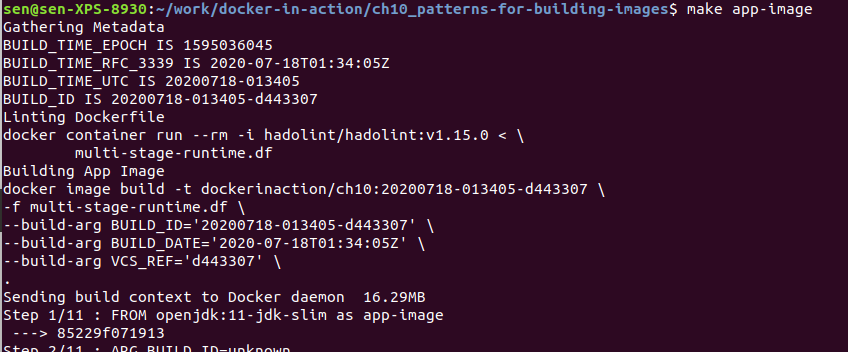 sen@sen-XPS-8930:~/work/docker-in-action/ch10_patterns-for-building-images$ make app-image
Gathering Metadata
BUILD_TIME_EPOCH IS 1595036045
BUILD_TIME_RFC_3339 IS 2020-07-18T01:34:05Z
BUILD_TIME_UTC IS 20200718-013405
BUILD_ID IS 20200718-013405-d443307
Linting Dockerfile
docker container run --rm -i hadolint/hadolint:v1.15.0 < \
        multi-stage-runtime.df
Building App Image
docker image build -t dockerinaction/ch10:20200718-013405-d443307 \
-f multi-stage-runtime.df \
--build-arg BUILD_ID='20200718-013405-d443307' \
--build-arg BUILD_DATE='2020-07-18T01:34:05Z' \
--build-arg VCS_REF='d443307' \
.
Sending build context to Docker daemon  16.29MB
Step 1/11 : FROM openjdk:11-jdk-slim as app-image
 ---> 85229f071913
Step 2/11 : ARG BUILD_ID=unknown